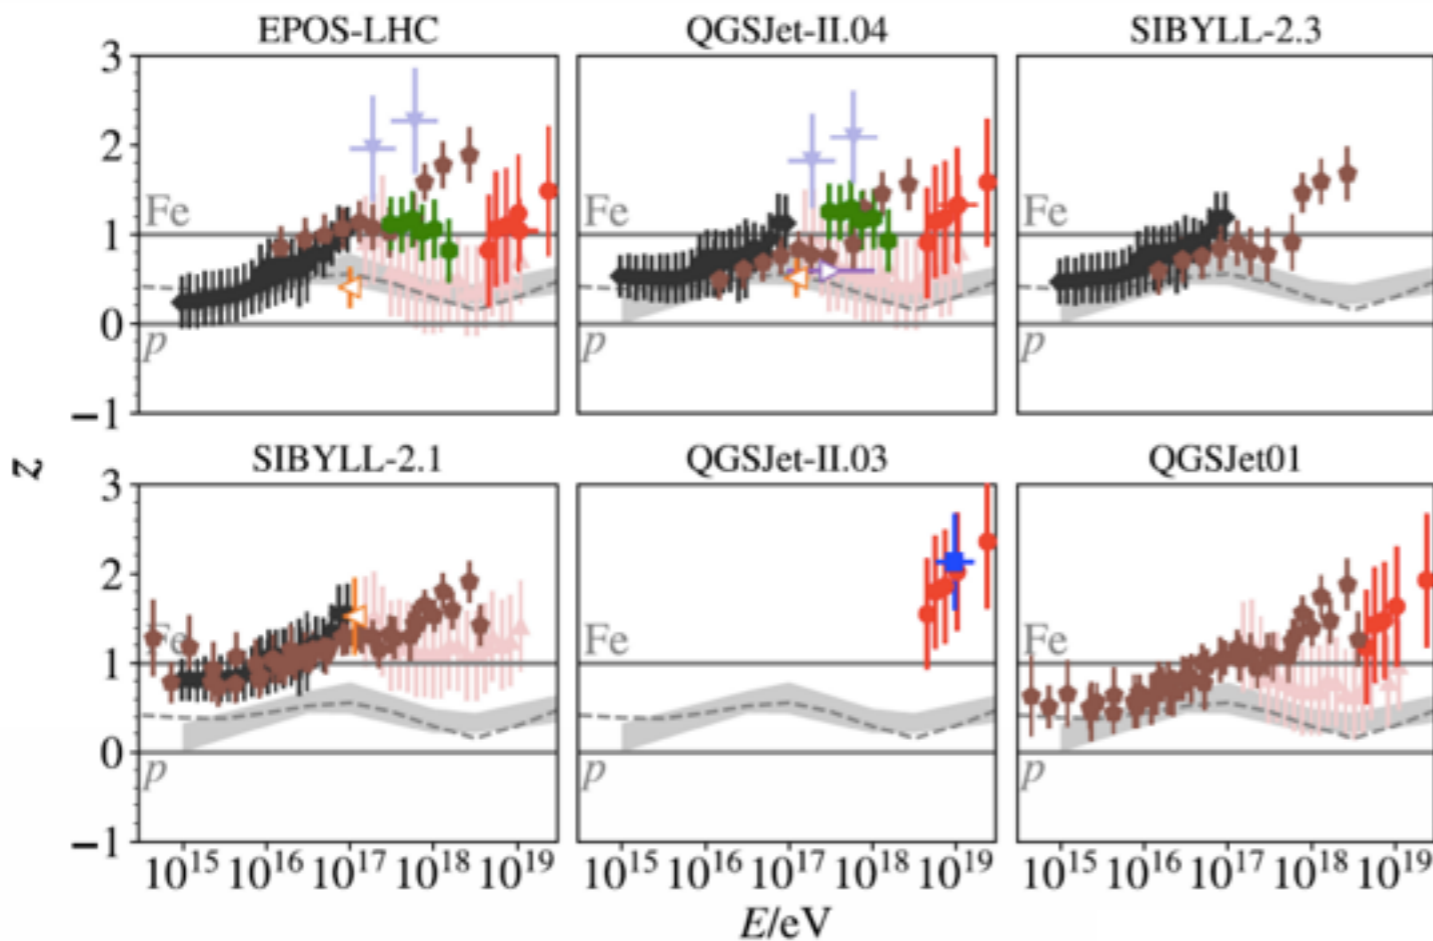 EPOS-LHC QGSJet-II.04 SIBYLL-2.3
3
2
Fe Fe Fe
1
0
p p p
−1
z
SIBYLL-2.1 QGSJet-II.03 QGSJet01
3
2
Fe Fe Fe
1
0
p p p
−1
10^15 10^16 10^17 10^18 10^19 10^15 10^16 10^17 10^18 10^19 10^15 10^16 10^17 10^18 10^19
E/eV